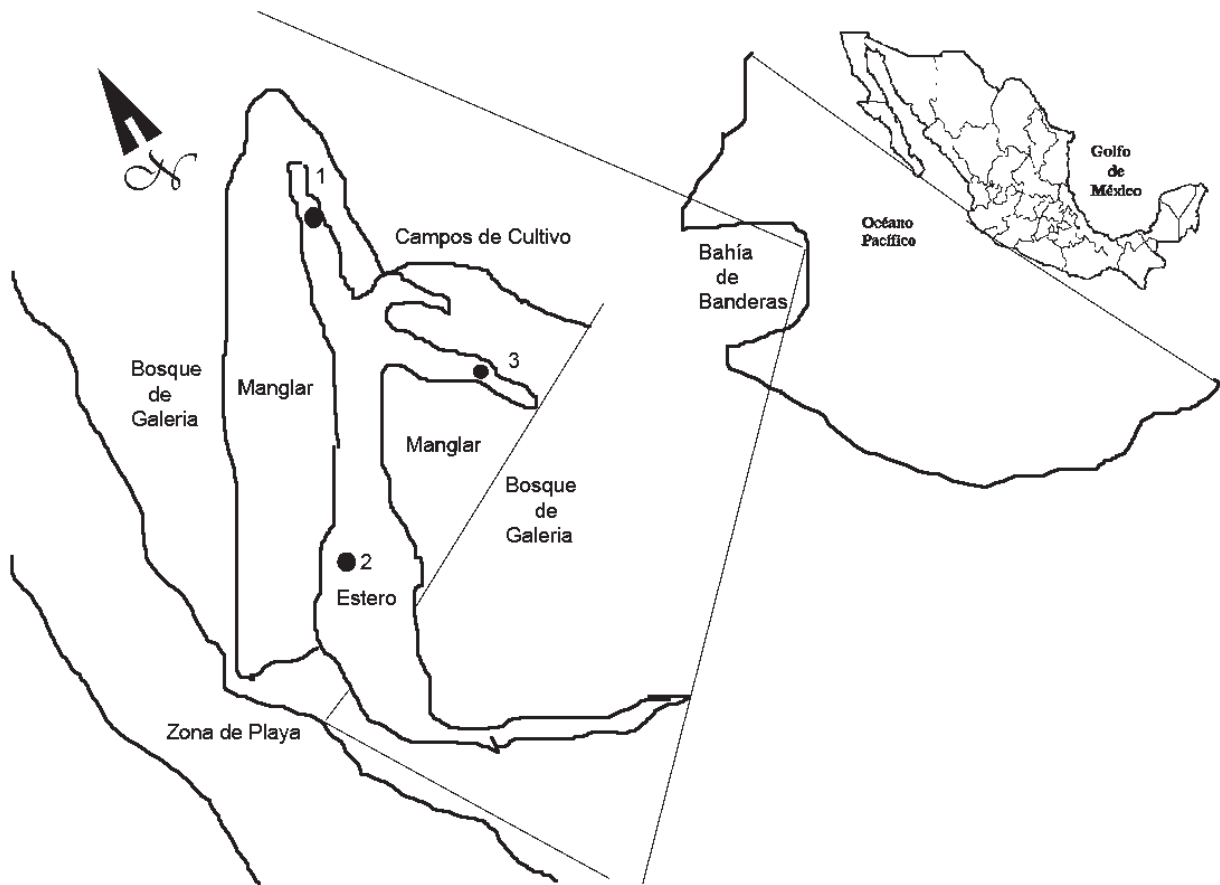 N
1
Campos de Cultivo
3
Bosque
de
Galeria
Manglar
Manglar
Bosque
de
Galeria
2
Estero
Zona de Playa
Bahía
de
Banderas
Océano
Pacífico
Golfo
de
México